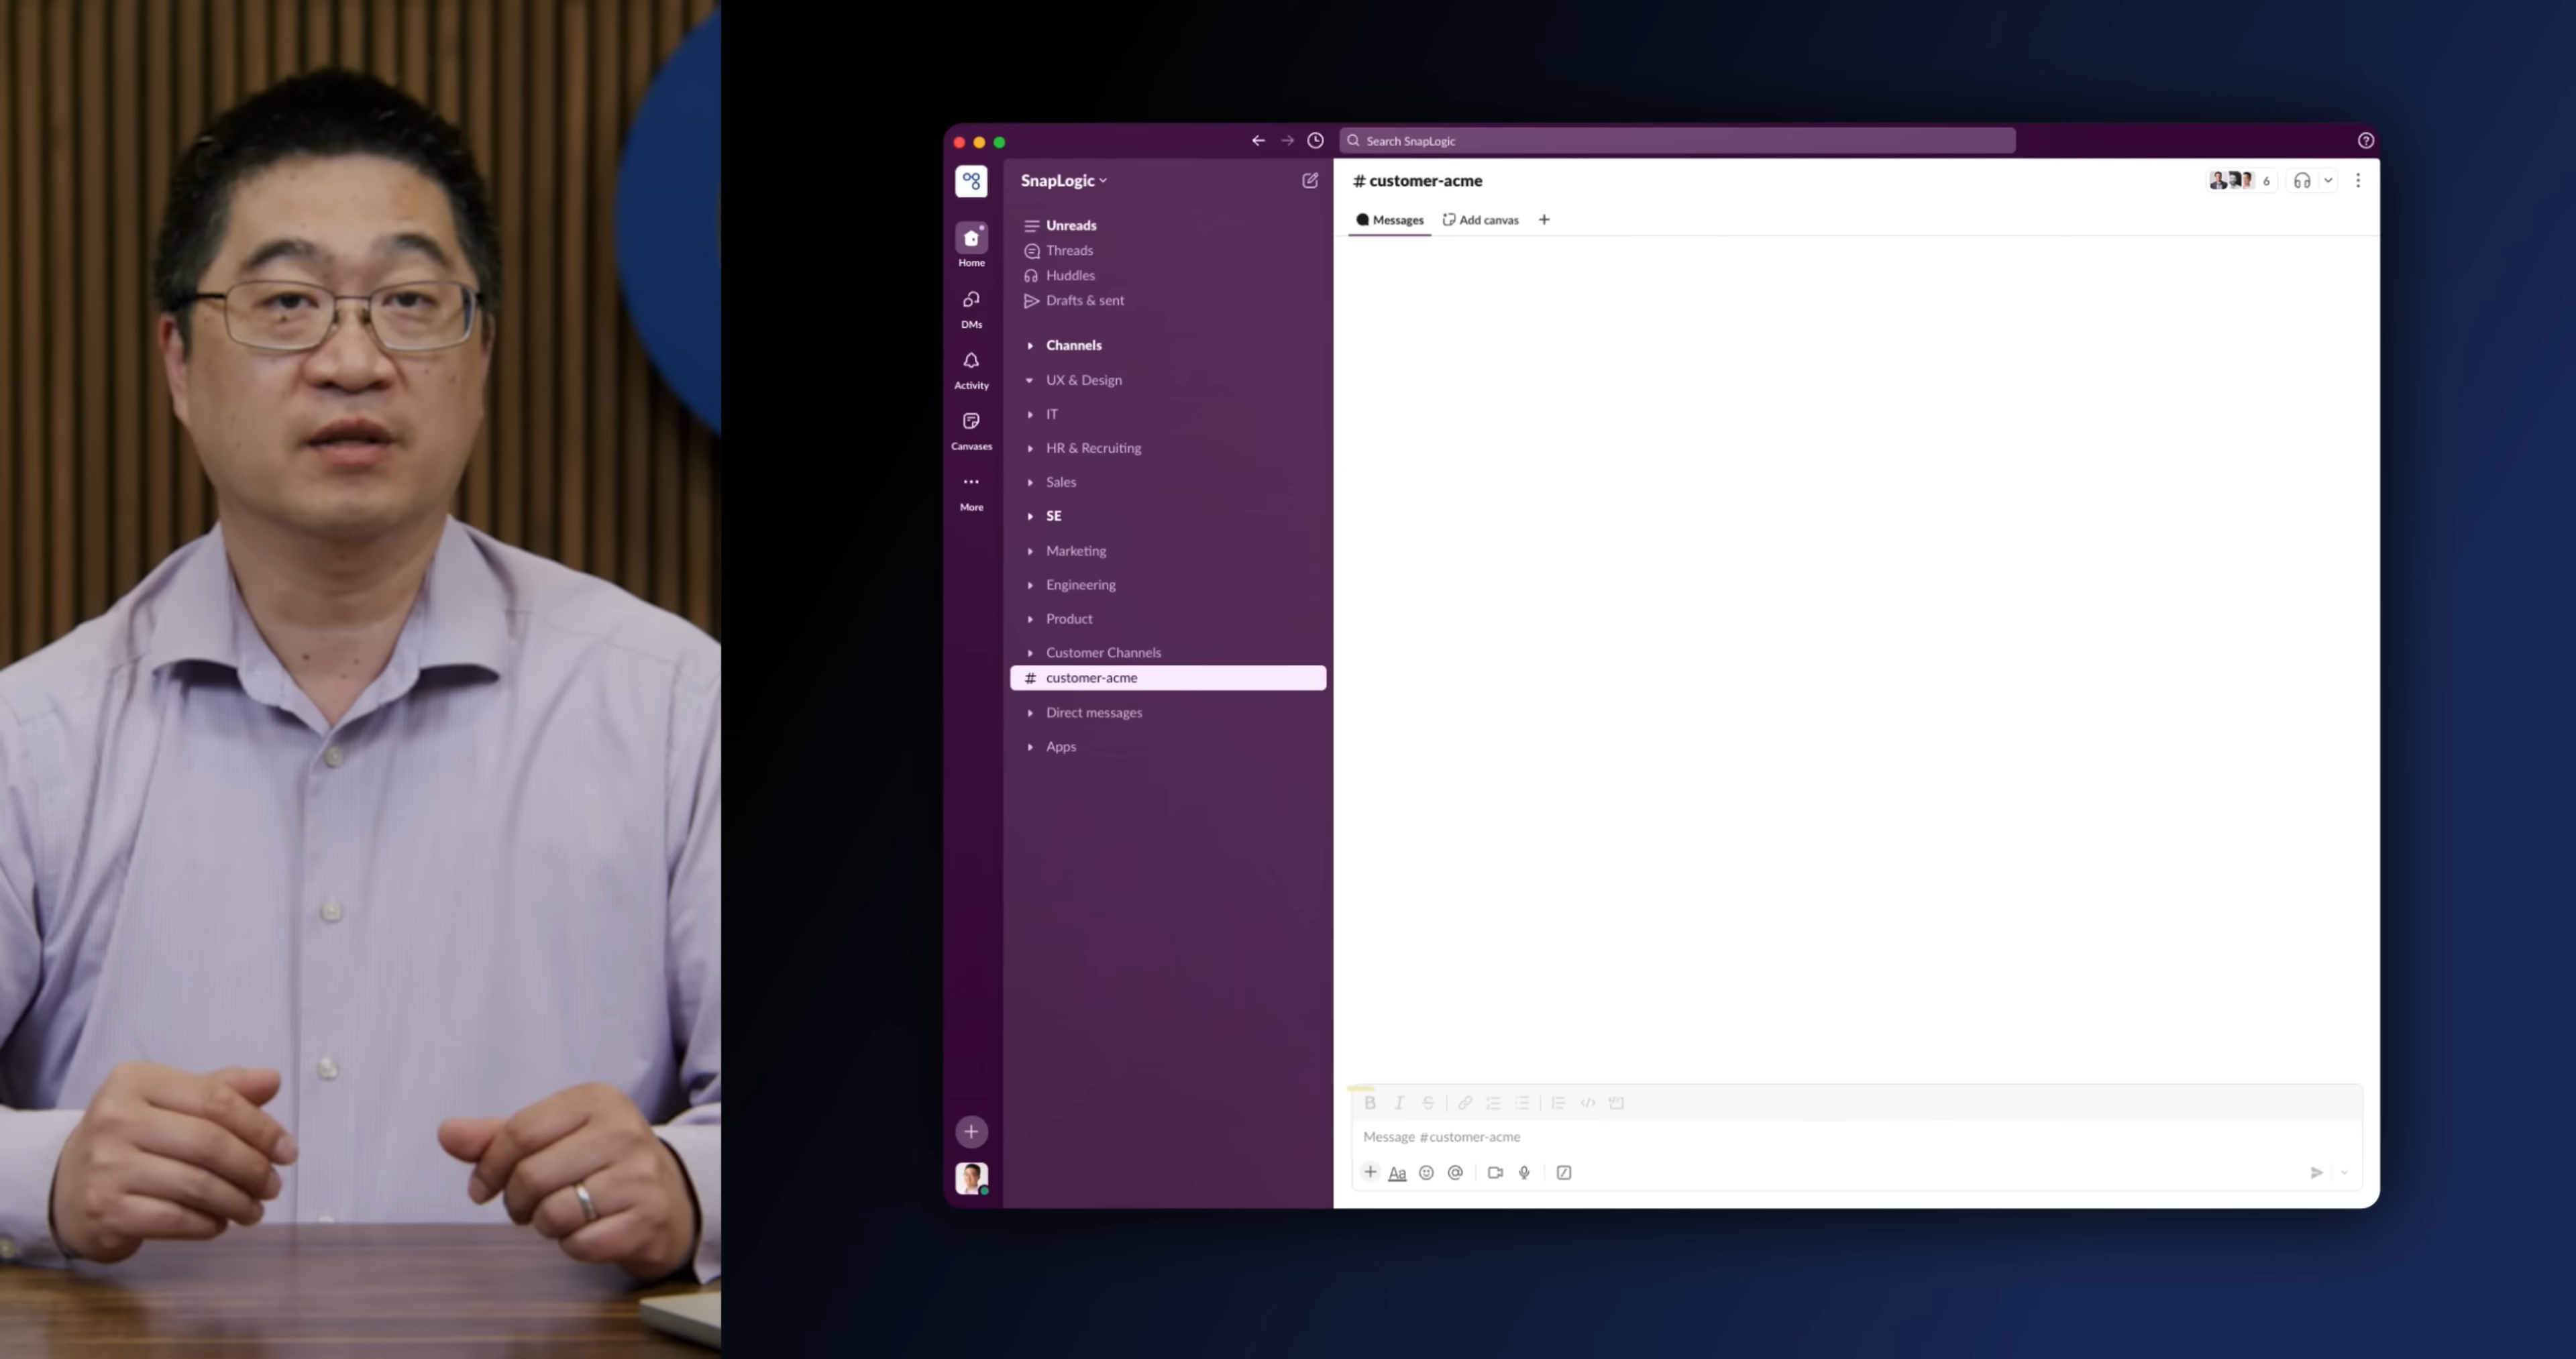 Search SnapLogic
SnapLogic
# customer-acme
6
Messages
Add canvas
Home
DMs
Activity
Canvases
More
Unreads
Threads
Huddles
Drafts & sent
Channels
UX & Design
IT
HR & Recruiting
Sales
SE
Marketing
Engineering
Product
Customer Channels
# customer-acme
Direct messages
Apps
B I S
Message #customer-acme
Aa